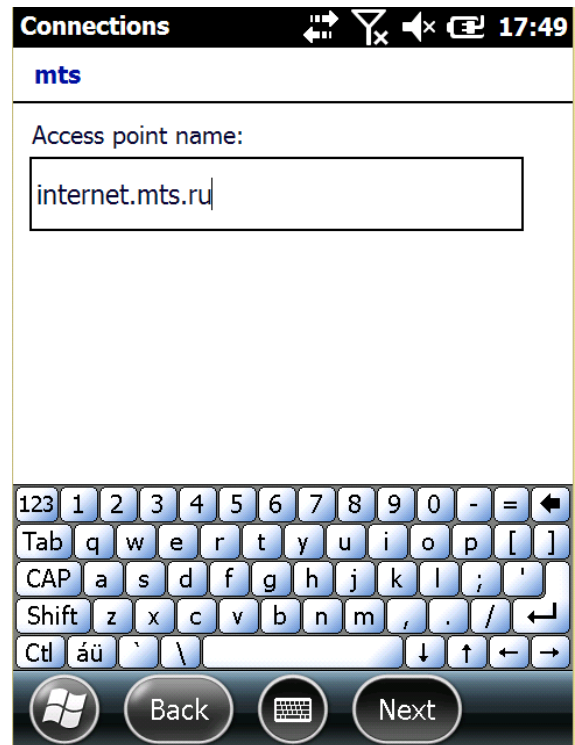 Connections 17:49
mts
Access point name:
internet.mts.ru
123 1 2 3 4 5 6 7 8 9 0 - =
Tab q w e r t y u i o p [ ]
CAP a s d f g h j k l ; '
Shift z x c v b n m , . /
Ctl áü ` \
Back Next